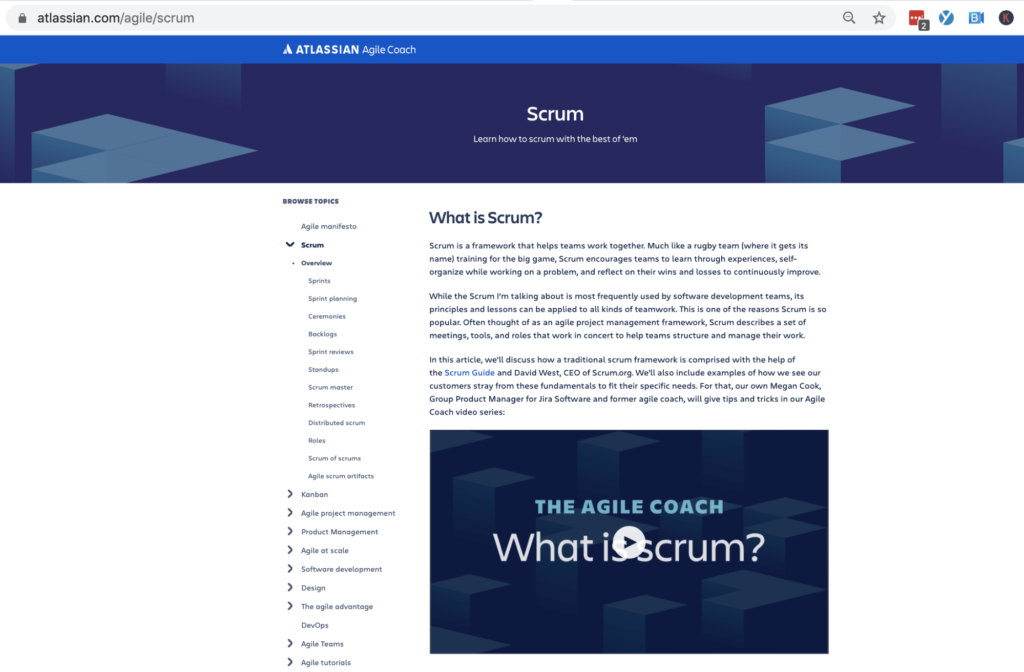 atlassian.com/agile/scrum
2
B
K
ATLASSIAN Agile Coach
Scrum
Learn how to scrum with the best of 'em
BROWSE TOPICS
Agile manifesto
Scrum
Overview
Sprints
Sprint planning
Ceremonies
Backlogs
Sprint reviews
Standups
Scrum master
Retrospectives
Distributed scrum
Roles
Scrum of scrums
Agile scrum artifacts
Kanban
Agile project management
Product Management
Agile at scale
Software development
Design
The agile advantage
DevOps
Agile Teams
Agile tutorials
What is Scrum?
Scrum is a framework that helps teams work together. Much like a rugby team (where it gets its
name) training for the big game, Scrum encourages teams to learn through experiences, self-
organize while working on a problem, and reflect on their wins and losses to continuously improve.
While the Scrum I'm talking about is most frequently used by software development teams, its
principles and lessons can be applied to all kinds of teamwork. This is one of the reasons Scrum is so
popular. Often thought of as an agile project management framework, Scrum describes a set of
meetings, tools, and roles that work in concert to help teams structure and manage their work.
In this article, we'll discuss how a traditional scrum framework is comprised with the help of
the Scrum Guide and David West, CEO of Scrum.org. We'll also include examples of how we see our
customers stray from these fundamentals to fit their specific needs. For that, our own Megan Cook,
Group Product Manager for Jira Software and former agile coach, will give tips and tricks in our Agile
Coach video series:
THE AGILE COACH
What is scrum?